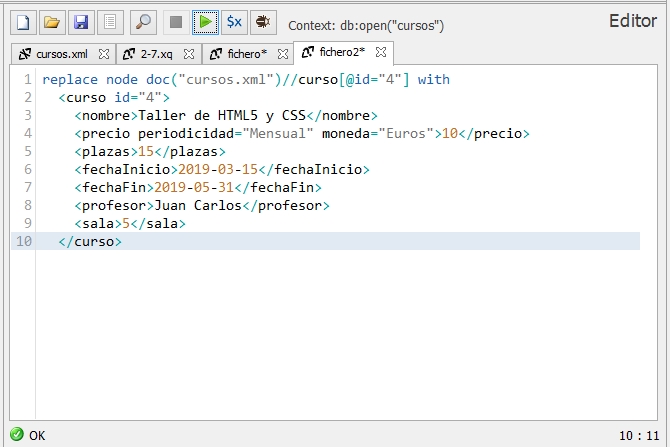 Context: db:open("cursos")
Editor
cursos.xml
2-7.xq
fichero*
fichero2*
1 replace node doc("cursos.xml")//curso[@id="4"] with
2 <curso id="4">
3 <nombre>Taller de HTML5 y CSS</nombre>
4 <precio periodicidad="Mensual" moneda="Euros">10</precio>
5 <plazas>15</plazas>
6 <fechaInicio>2019-03-15</fechaInicio>
7 <fechaFin>2019-05-31</fechaFin>
8 <profesor>Juan Carlos</profesor>
9 <sala>5</sala>
10 </curso>
OK
10 : 11